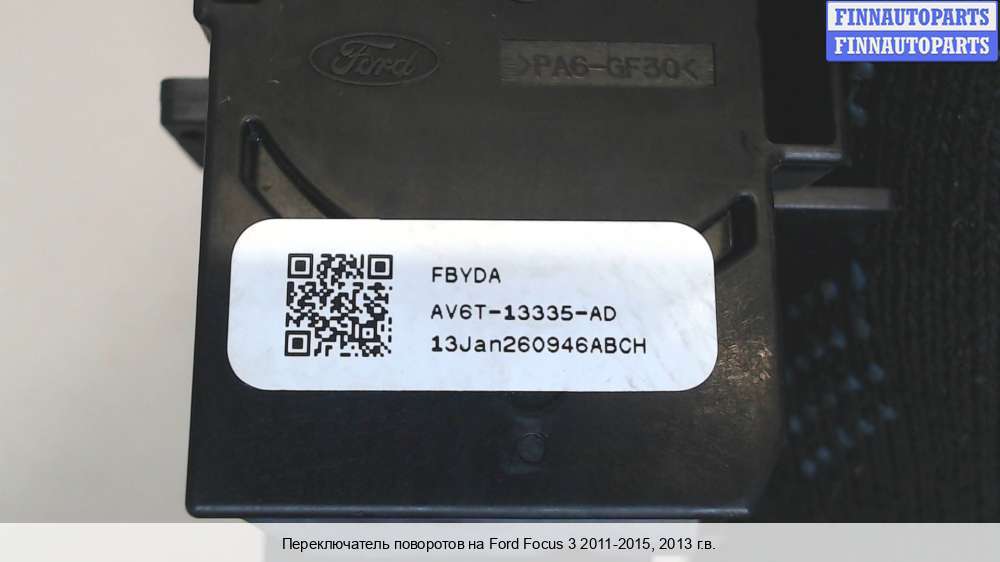 FINNAUTOPARTS
FINNAUTOPARTS
Ford
>PA6-GF30<
FBYDA
AV6T-13335-AD
13Jan260946ABCH
Переключатель поворотов на Ford Focus 3 2011-2015, 2013 г.в.